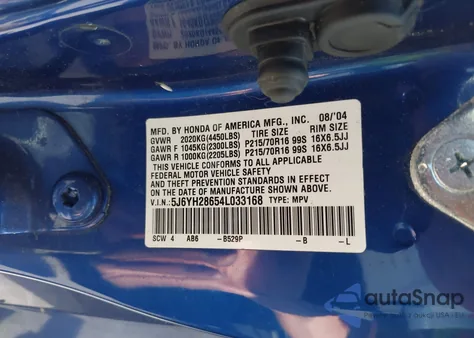 MFD. BY HONDA OF AMERICA MFG., INC. 08/'04
GVWR 2020KG(4450LBS) TIRE SIZE RIM SIZE
GAWR F 1045KG(2300LBS) P215/70R16 99S 16X6.5JJ
GAWR R 1000KG(2205LBS) P215/70R16 99S 16X6.5JJ
THIS VEHICLE CONFORMS TO ALL APPLICABLE
FEDERAL MOTOR VEHICLE SAFETY
AND THEFT PREVENTION STANDARDS IN EFFECT
ON THE DATE OF MANUFACTURE SHOWN ABOVE.
V.I.N.: 5J6YH28654L033168 TYPE: MPV
SCW 4 AB6 -B529P -B -L
autoSnap